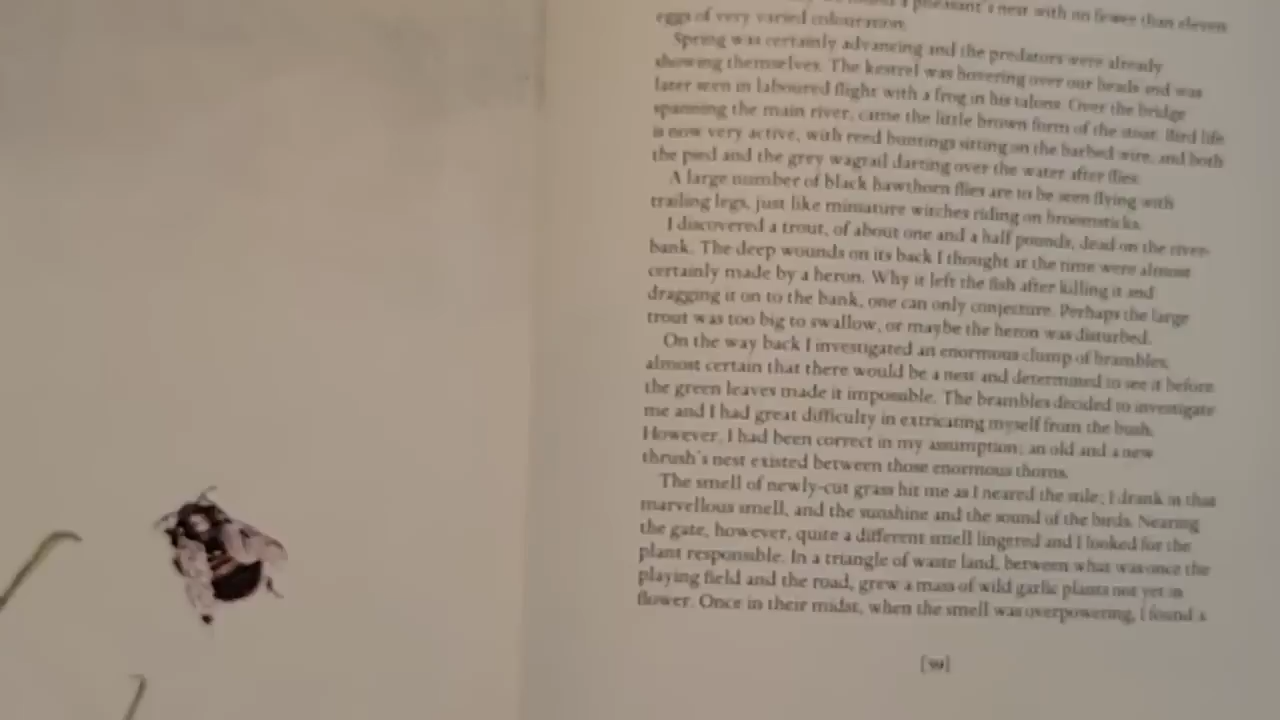 a pheasant's nest with no fewer than eleven
eggs of very varied colouration.
Spring was certainly advancing and the predators were already
showing themselves. The kestrel was hovering over our heads and was
later seen in laboured flight with a frog in his talons. Over the bridge
spanning the main river, came the little brown form of the stoat. Bird life
is now very active, with reed buntings sitting on the barbed wire, and both
the pied and the grey wagtail darting over the water after flies.
A large number of black hawthorn flies are to be seen flying with
trailing legs, just like miniature witches riding on broomsticks.
I discovered a trout, of about one and a half pounds, dead on the river-
bank. The deep wounds on its back I thought at the time were almost
certainly made by a heron. Why it left the fish after killing it and
dragging it on to the bank, one can only conjecture. Perhaps the large
trout was too big to swallow, or maybe the heron was disturbed.
On the way back I investigated an enormous clump of brambles,
almost certain that there would be a nest and determined to see it before
the green leaves made it impossible. The brambles decided to investigate
me and I had great difficulty in extricating myself from the bush.
However, I had been correct in my assumption; an old and a new
thrush's nest existed between those enormous thorns.
The smell of newly-cut grass hit me as I neared the stile; I drank in that
marvellous smell, and the sunshine and the sound of the birds. Nearing
the gate, however, quite a different smell lingered and I looked for the
plant responsible. In a triangle of waste land, between what was once the
playing field and the road, grew a mass of wild garlic plants not yet in
flower. Once in their midst, when the smell was overpowering, I found a